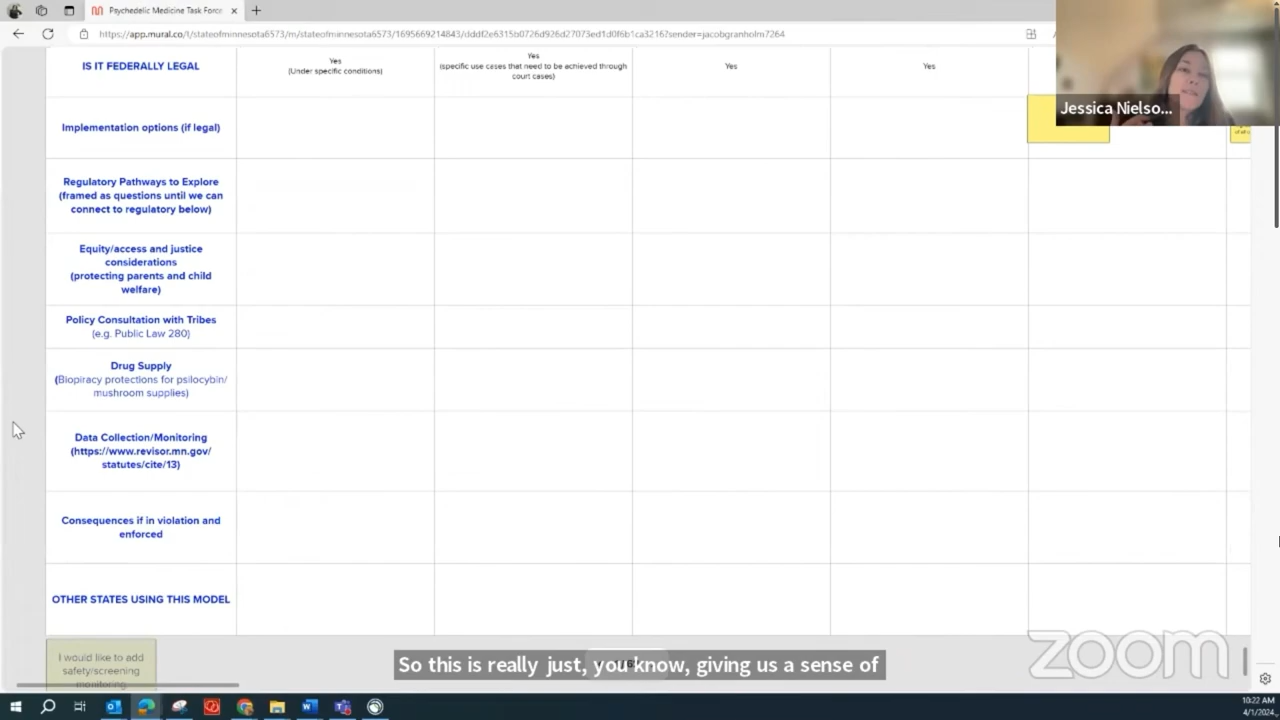 Psychedelic Medicine Task Force
https://app.mural.co/t/stateofminnesota6573/m/stateofminnesota6573/1695669214843/dddf2e6315b0726d926d27073ed1d0f6b1ca3216?sender=jacobgranholm7264
Jessica Nielso...
IS IT FEDERALLY LEGAL
Yes
(Under specific conditions)
Yes
(specific use cases that need to be achieved through
court cases)
Yes
Yes
Implementation options (if legal)
Regulatory Pathways to Explore
(framed as questions until we can
connect to regulatory below)
Equity/access and justice
considerations
(protecting parents and child
welfare)
Policy Consultation with Tribes
(e.g. Public Law 280)
Drug Supply
(Biopiracy protections for psilocybin/
mushroom supplies)
Data Collection/Monitoring
(https://www.revisor.mn.gov/
statutes/cite/13)
Consequences if in violation and
enforced
OTHER STATES USING THIS MODEL
I would like to add
safety/screening
monitoring
So this is really just, you know, giving us a sense of
zoom
10:22 AM
4/1/2024